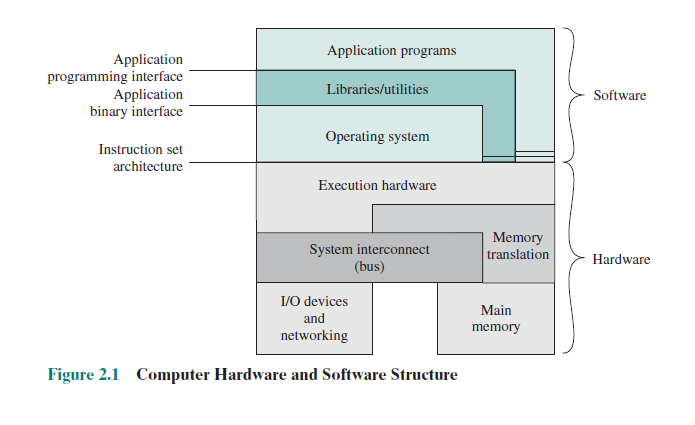 Application
programming interface
Application
binary interface
Instruction set
architecture
Application programs
Libraries/utilities
Operating system
Execution hardware
System interconnect
(bus)
Memory
translation
I/O devices
and
networking
Main
memory
Software
Hardware
Figure 2.1 Computer Hardware and Software Structure